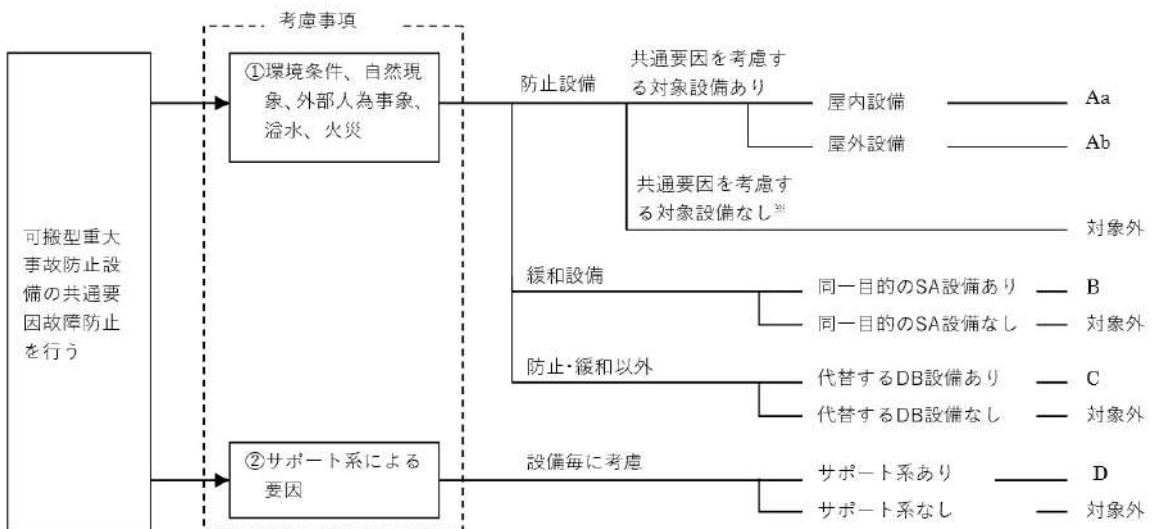 考慮事項
可搬型重大
事故防止設
備の共通要
因故障防止
を行う
①環境条件、自然現
象、外部人為事象、
溢水、火災
防止設備
共通要因を考慮す
る対象設備あり
屋内設備
Aa
屋外設備
Ab
共通要因を考慮す
る対象設備なし※
対象外
緩和設備
同一目的のSA設備あり
B
同一目的のSA設備なし
対象外
防止・緩和以外
代替するDB設備あり
C
代替するDB設備なし
対象外
②サポート系による
要因
設備毎に考慮
サポート系あり
D
サポート系なし
対象外